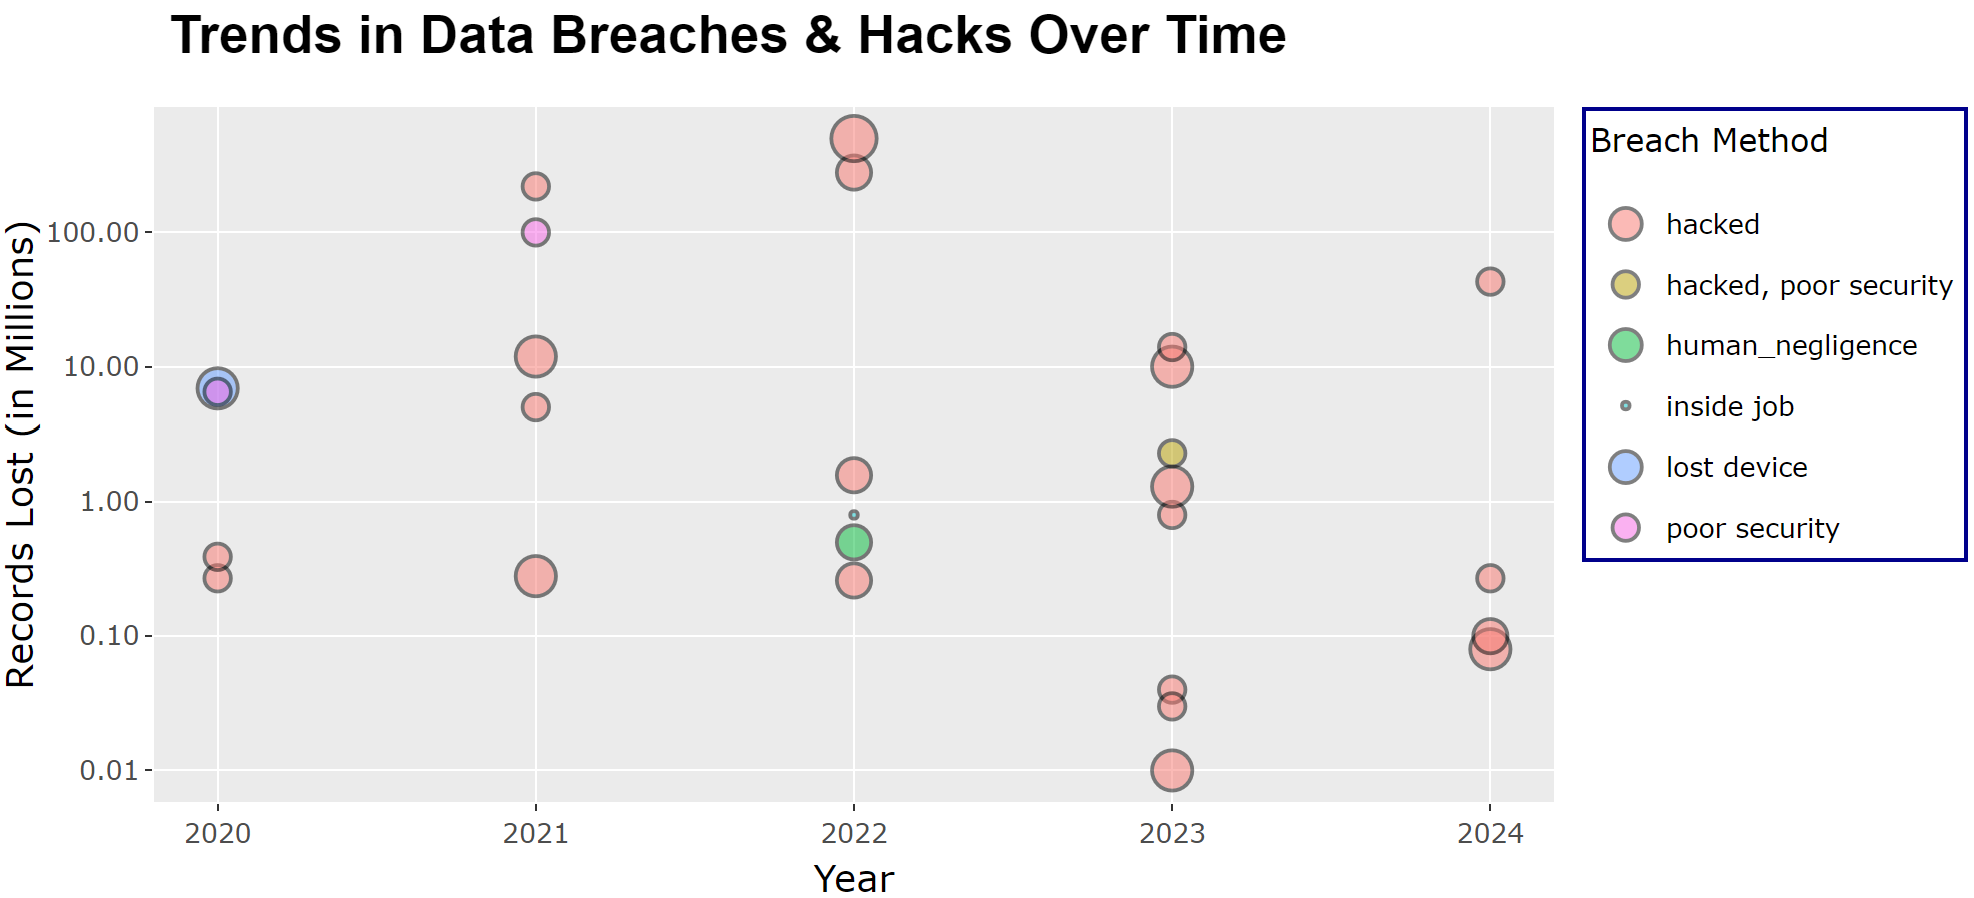 Trends in Data Breaches & Hacks Over Time
Records Lost (in Millions)
100.00
10.00
1.00
0.10
0.01
2020 2021 2022 2023 2024
Year
Breach Method
hacked
hacked, poor security
human_negligence
inside job
lost device
poor security